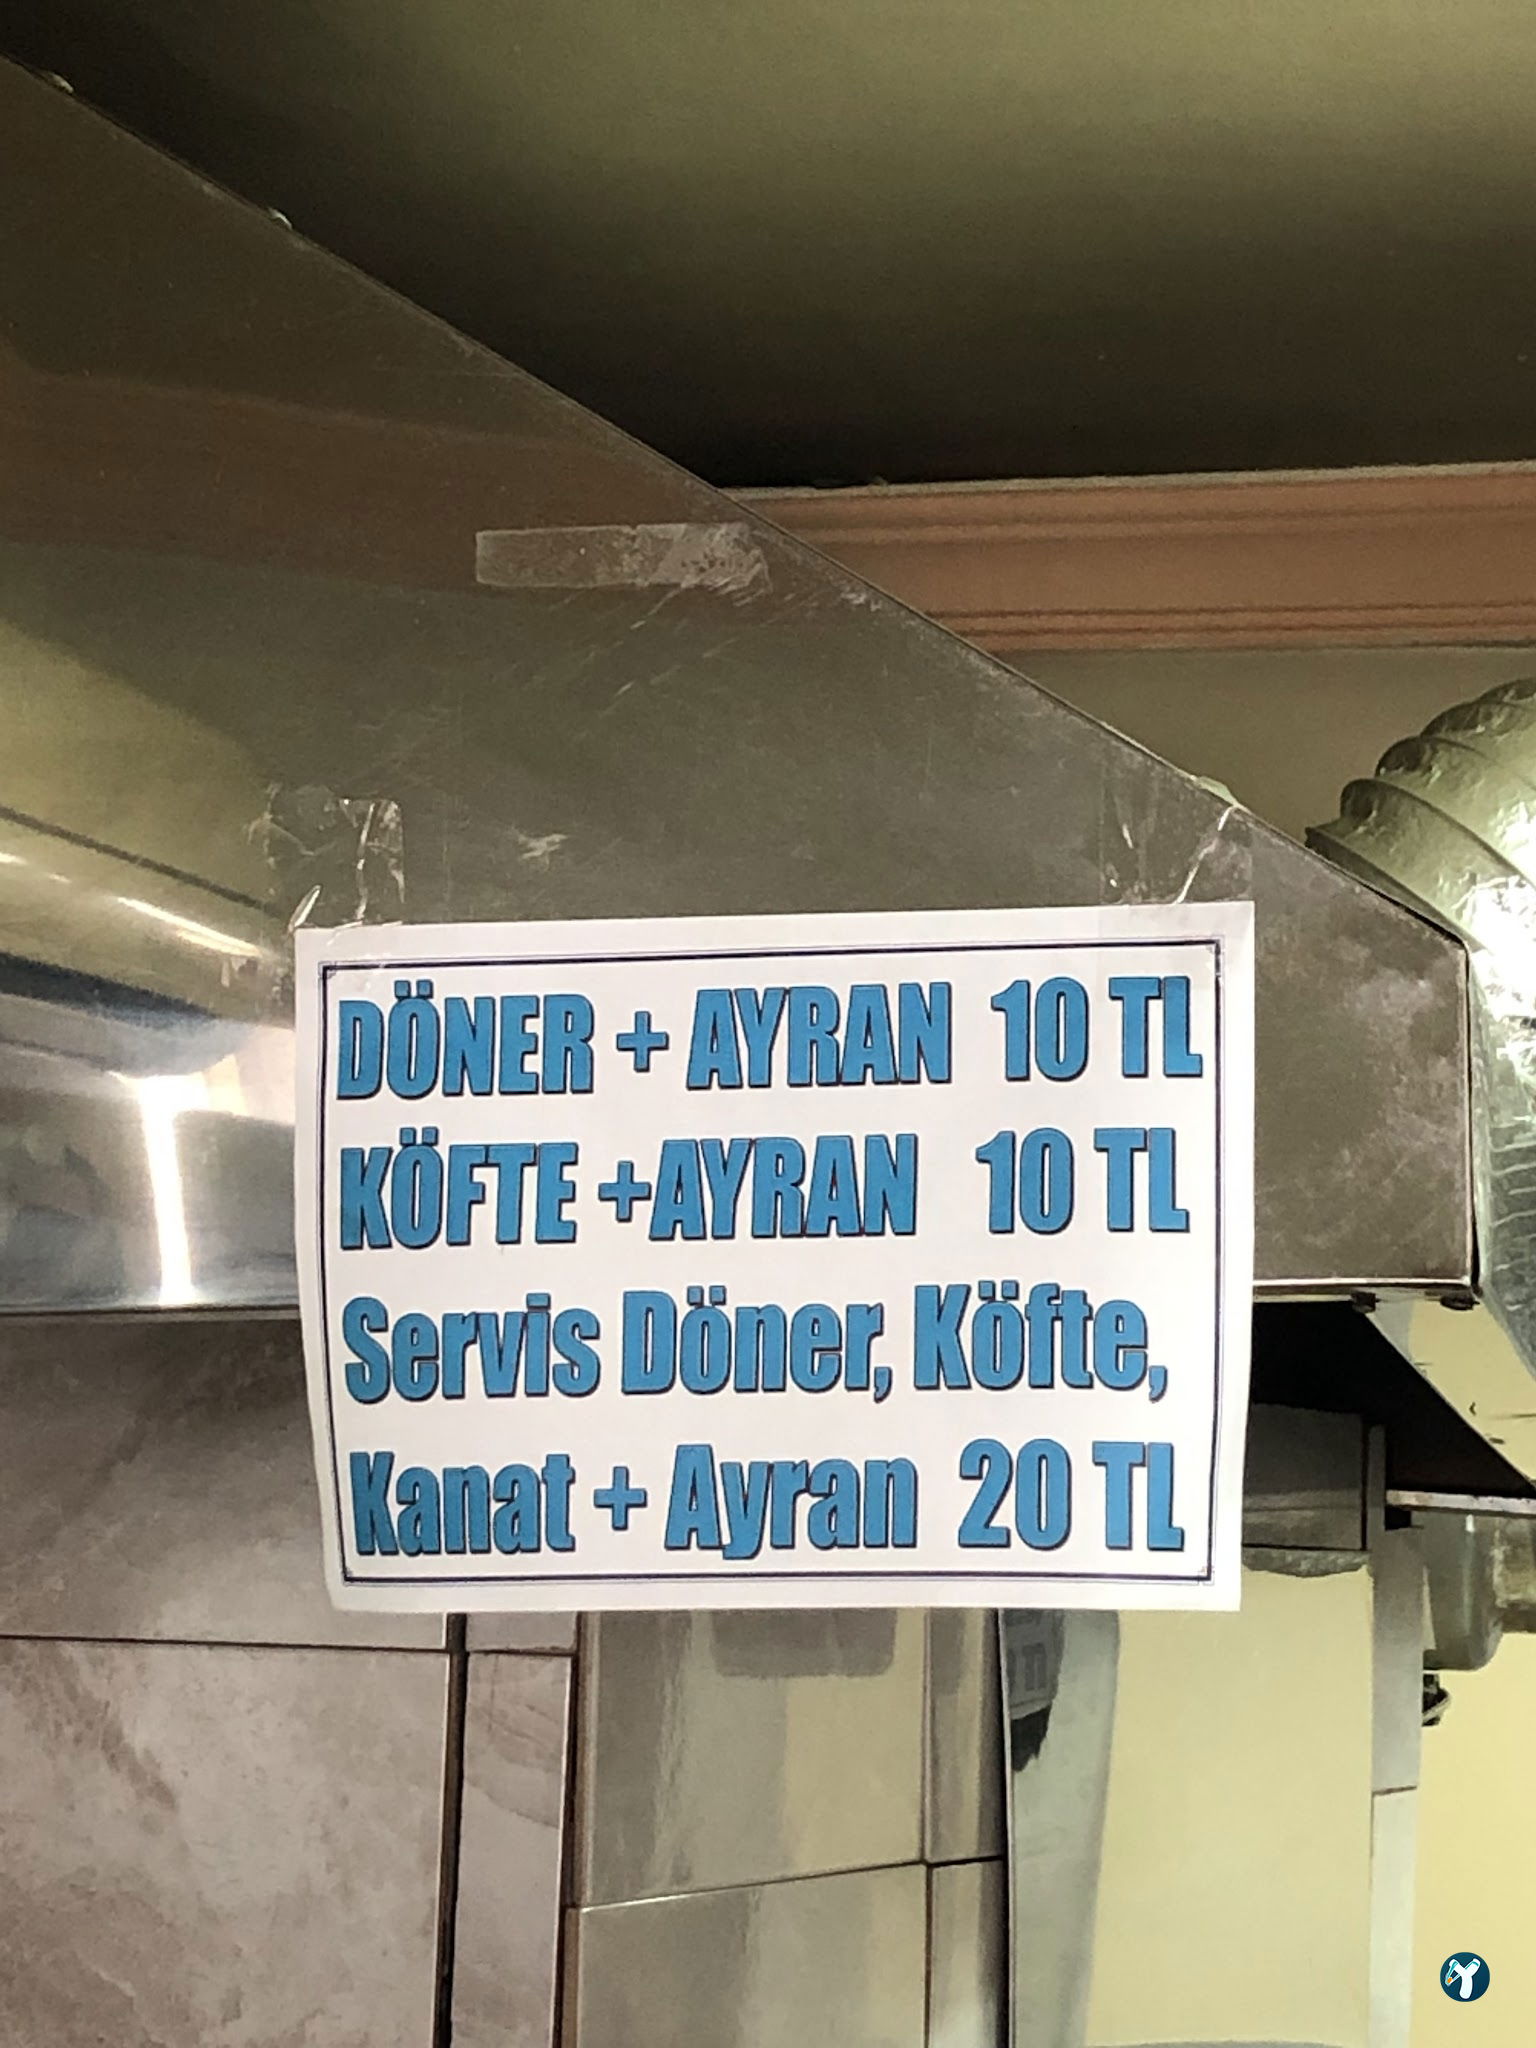 DÖNER + AYRAN 10 TL
KÖFTE +AYRAN 10 TL
Servis Döner, Köfte,
Kanat + Ayran 20 TL